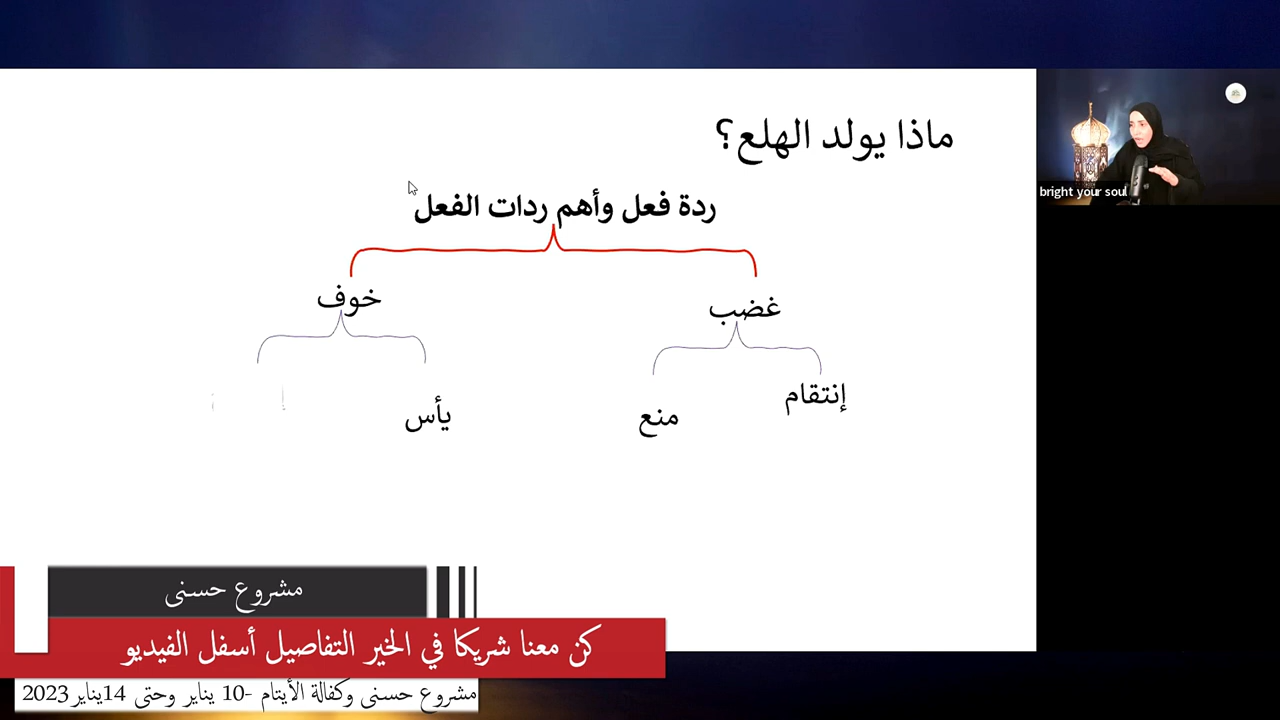 ماذا يولد الهلع؟
ردة فعل وأهم ردات الفعل
غضب
خوف
إنتقام
منع
يأس
bright your soul
مشروع حسنى
كن معنا شريكا في الخير التفاصيل أسفل الفيديو
مشروع حسنى وكفالة الأيتام -10 يناير وحتى 14يناير2023